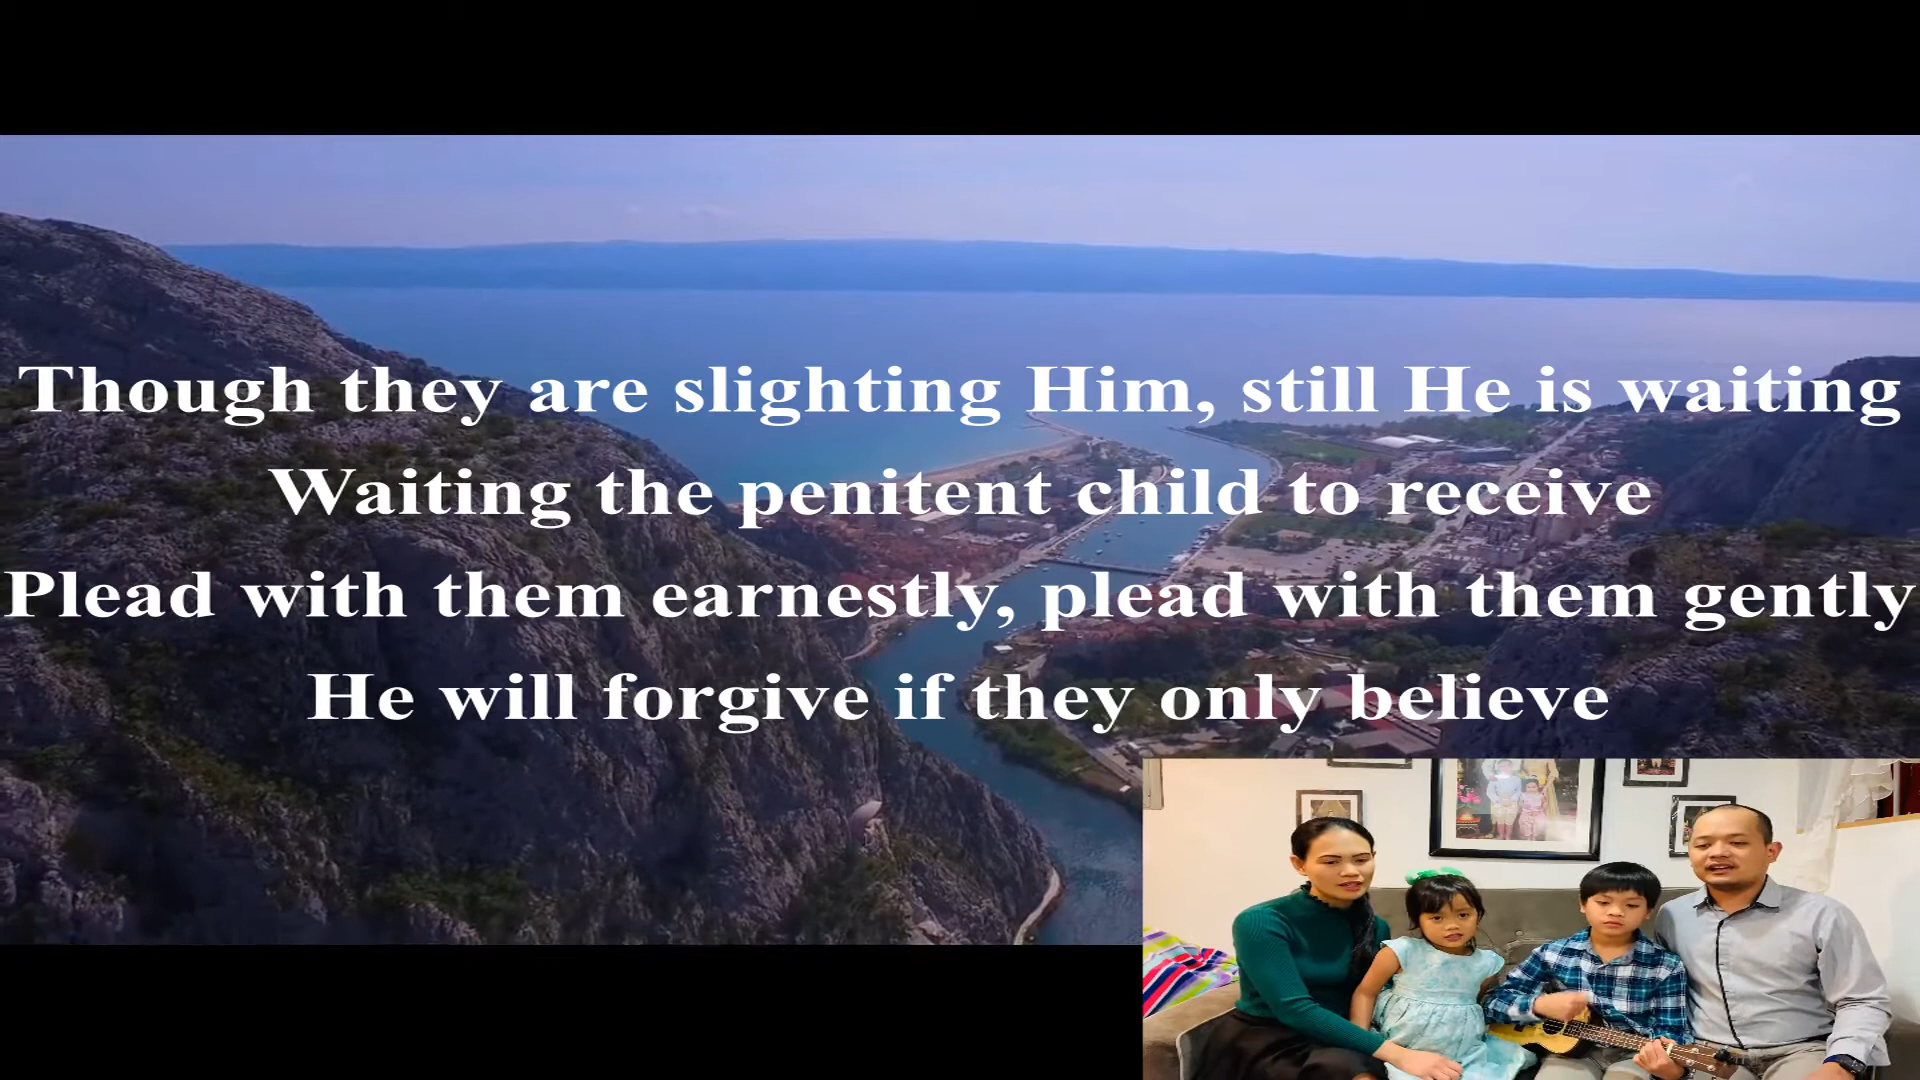 Though they are slighting Him, still He is waiting
Waiting the penitent child to receive
Plead with them earnestly, plead with them gently
He will forgive if they only believe